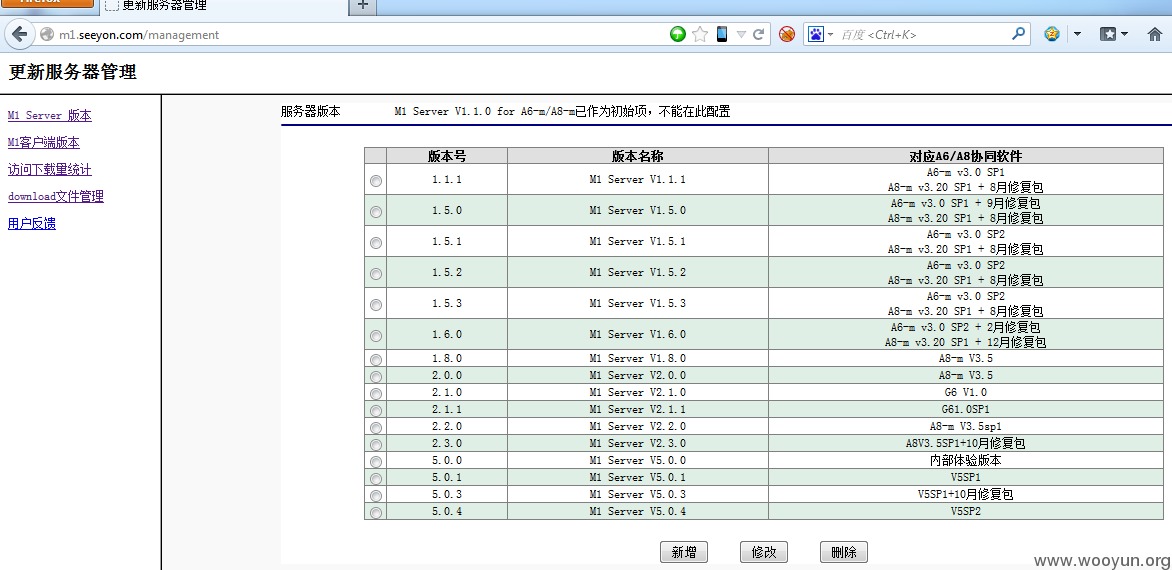 Firefox
更新服务器管理
+
m1.seeyon.com/management
百度 <Ctrl+K>
更新服务器管理
M1 Server 版本
M1客户端版本
访问下载量统计
download文件管理
用户反馈
服务器版本 M1 Server V1.1.0 for A6-m/A8-m已作为初始项，不能在此配置
版本号 版本名称 对应A6/A8协同软件
1.1.1 M1 Server V1.1.1 A6-m v3.0 SP1
A8-m v3.20 SP1 + 8月修复包
1.5.0 M1 Server V1.5.0 A6-m v3.0 SP1 + 9月修复包
A8-m v3.20 SP1 + 8月修复包
1.5.1 M1 Server V1.5.1 A6-m v3.0 SP2
A8-m v3.20 SP1 + 8月修复包
1.5.2 M1 Server V1.5.2 A6-m v3.0 SP2
A8-m v3.20 SP1 + 8月修复包
1.5.3 M1 Server V1.5.3 A6-m v3.0 SP2
A8-m v3.20 SP1 + 8月修复包
1.6.0 M1 Server V1.6.0 A6-m v3.0 SP2 + 2月修复包
A8-m v3.20 SP1 + 12月修复包
1.8.0 M1 Server V1.8.0 A8-m V3.5
2.0.0 M1 Server V2.0.0 A8-m V3.5
2.1.0 M1 Server V2.1.0 G6 V1.0
2.1.1 M1 Server V2.1.1 G61.0SP1
2.2.0 M1 Server V2.2.0 A8-m V3.5sp1
2.3.0 M1 Server V2.3.0 A8V3.5SP1+10月修复包
5.0.0 M1 Server V5.0.0 内部体验版本
5.0.1 M1 Server V5.0.1 V5SP1
5.0.3 M1 Server V5.0.3 V5SP1+10月修复包
5.0.4 M1 Server V5.0.4 V5SP2
新增 修改 删除
www.wooyun.org